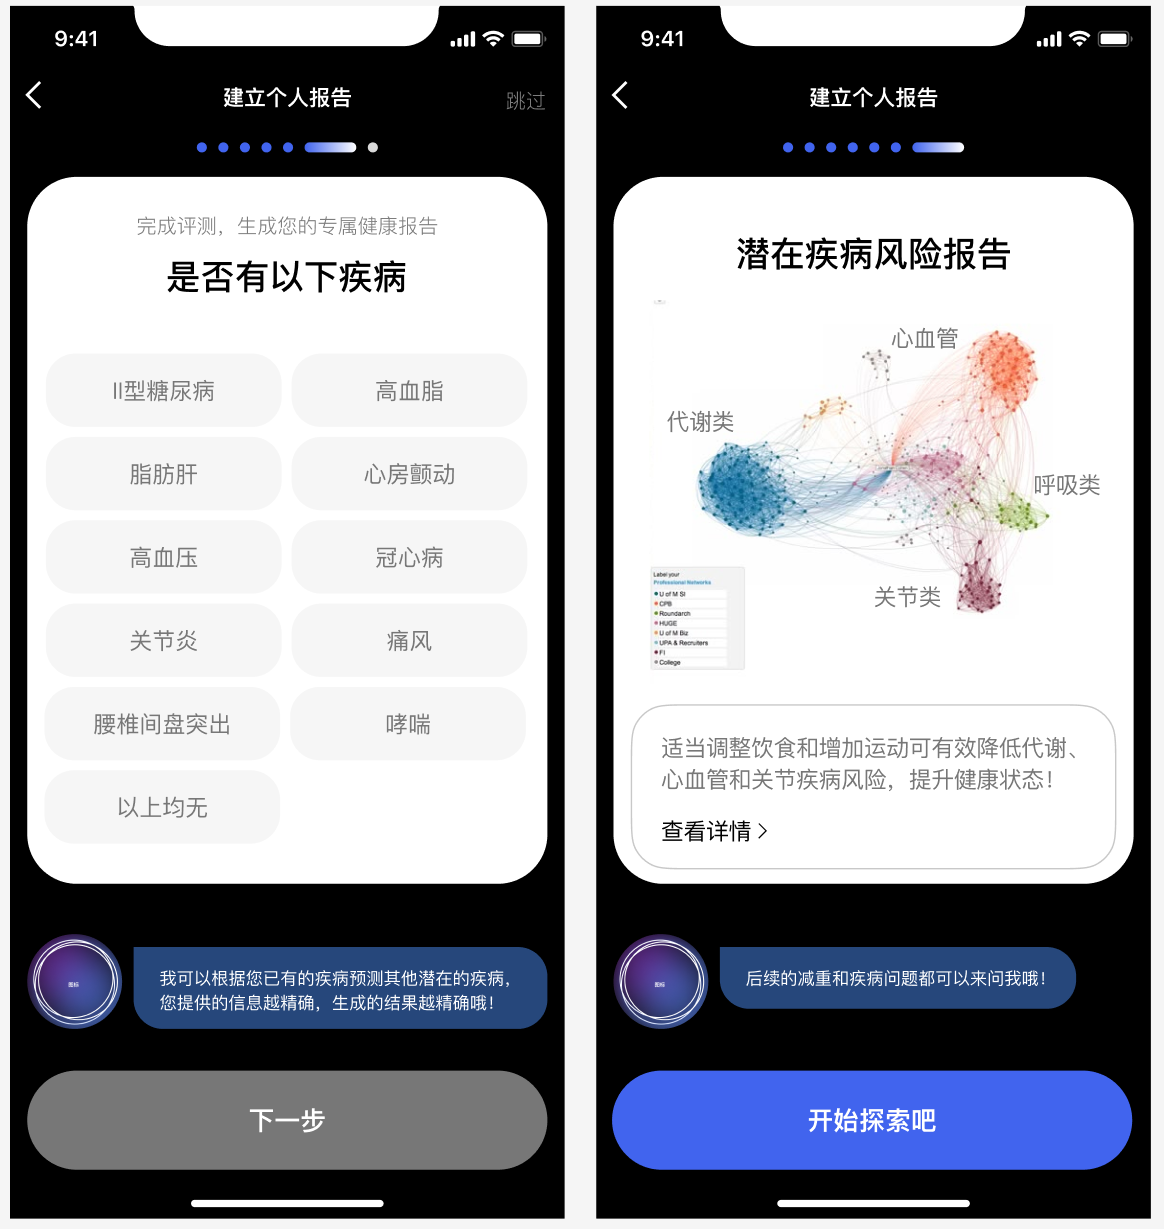 9:41
建立个人报告
跳过
完成评测，生成您的专属健康报告
是否有以下疾病
II型糖尿病
高血脂
脂肪肝
心房颤动
高血压
冠心病
关节炎
痛风
腰椎间盘突出
哮喘
以上均无
图标
我可以根据您已有的疾病预测其他潜在的疾病，
您提供的信息越精确，生成的结果越精确哦！
下一步
9:41
建立个人报告
潜在疾病风险报告
心血管
代谢类
呼吸类
关节类
Label your
Professional Networks
U of M SI
CPB
Roundarch
HUGE
U of M Biz
UPA & Recruiters
FI
College
适当调整饮食和增加运动可有效降低代谢、
心血管和关节疾病风险，提升健康状态！
查看详情
图标
后续的减重和疾病问题都可以来问我哦！
开始探索吧